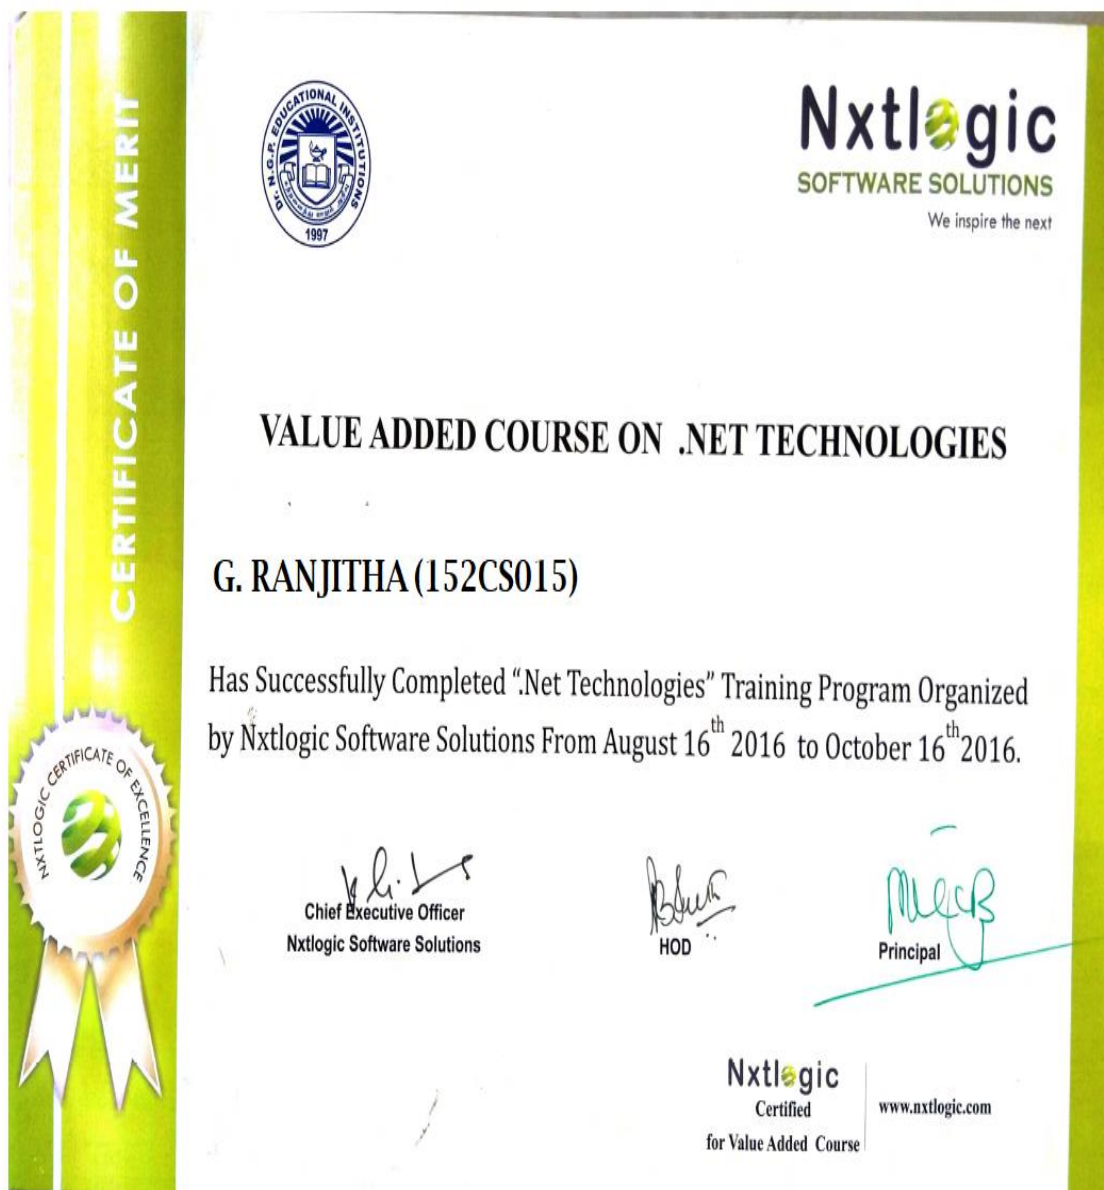 CERTIFICATE OF MERIT
Dr. N.G.P. EDUCATIONAL INSTITUTIONS
1997
Nxtlogic
SOFTWARE SOLUTIONS
We inspire the next
VALUE ADDED COURSE ON .NET TECHNOLOGIES
G. RANJITHA (152CS015)
Has Successfully Completed “.Net Technologies” Training Program Organized
by Nxtlogic Software Solutions From August 16th 2016 to October 16th 2016.
NXTLOGIC CERTIFICATE OF EXCELLENCE
Chief Executive Officer
Nxtlogic Software Solutions
HOD
Principal
Nxtlogic
Certified
for Value Added Course
www.nxtlogic.com